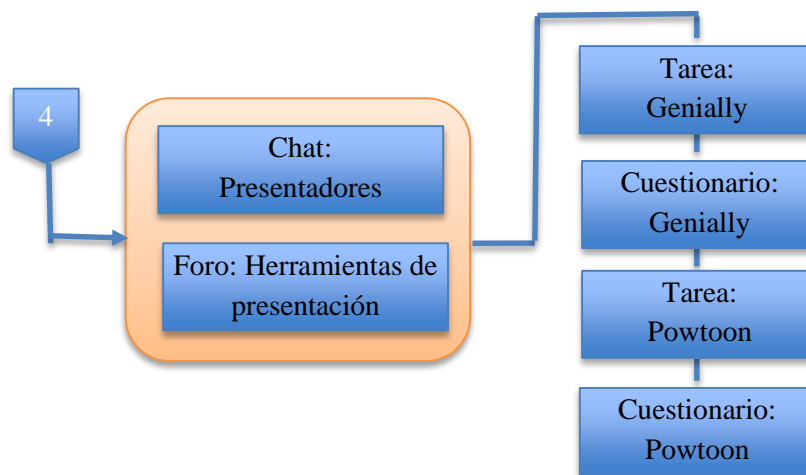 4
Chat:
Presentadores
Foro: Herramientas de
presentación
Tarea:
Genially
Cuestionario:
Genially
Tarea:
Powtoon
Cuestionario:
Powtoon